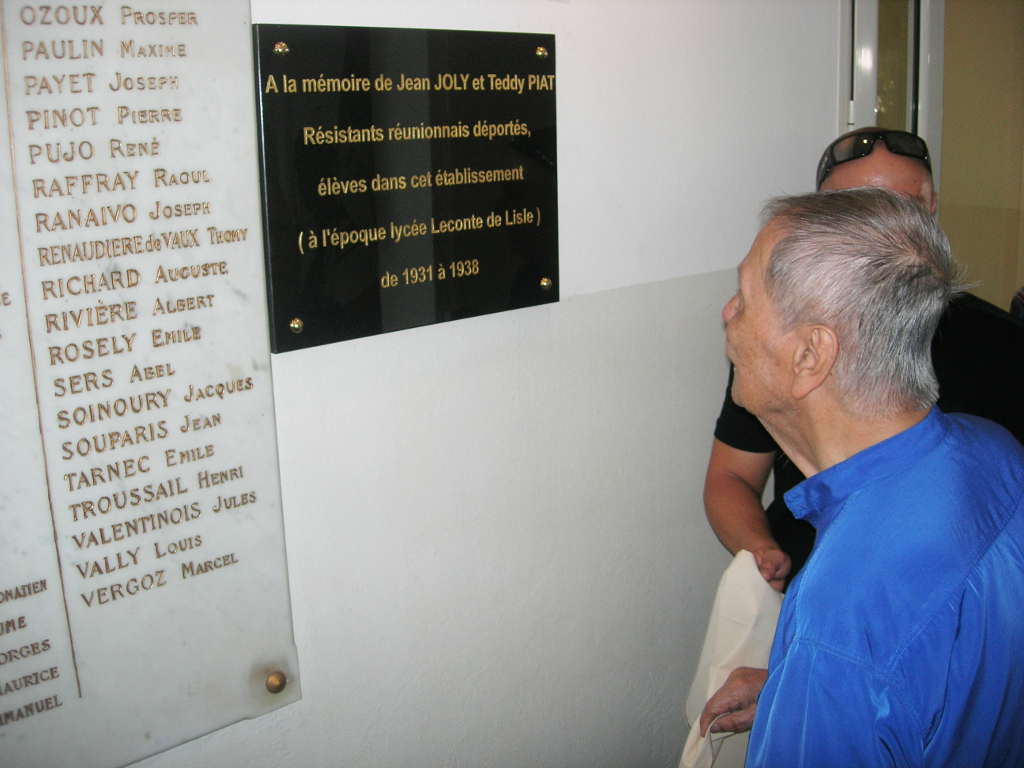 OZOUX PROSPER
PAULIN MAXIME
PAYET JOSEPH
PINOT PIERRE
PUJO RENÉ
RAFFRAY RAOUL
RANAIVO JOSEPH
RENAUDIERE de VAUX THOMY
RICHARD AUGUSTE
RIVIÈRE ALBERT
ROSELY EMILE
SERS ABEL
SOINOURY JACQUES
SOUPARIS JEAN
TARNEC EMILE
TROUSSAIL HENRI
VALENTINOIS JULES
VALLY LOUIS
VERGOZ MARCEL
A la mémoire de Jean JOLY et Teddy PIAT
Résistants réunionnais déportés,
élèves dans cet établissement
( à l'époque lycée Leconte de Lisle )
de 1931 à 1938